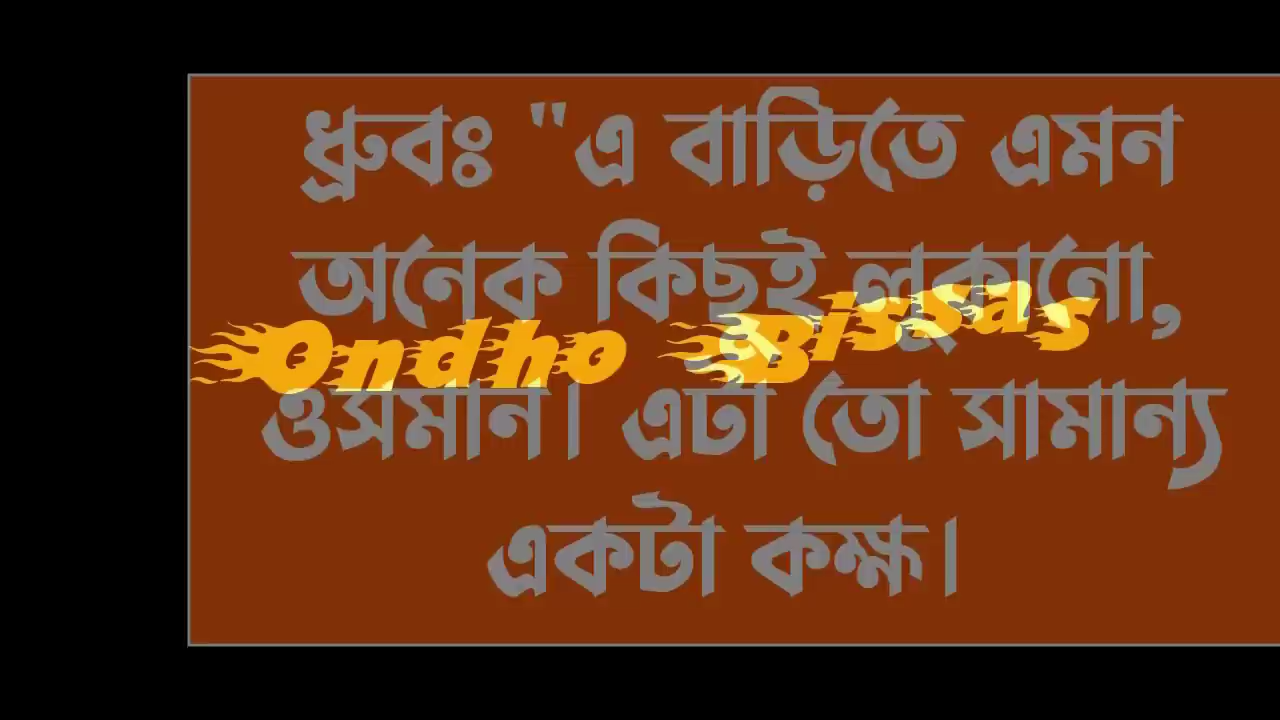 ধ্রুবঃ "এ বাড়িতে এমন
অনেক কিছুই লুকানো,
Ondho Bissas
ওসমান। এটা তো সামান্য
একটা কক্ষ।